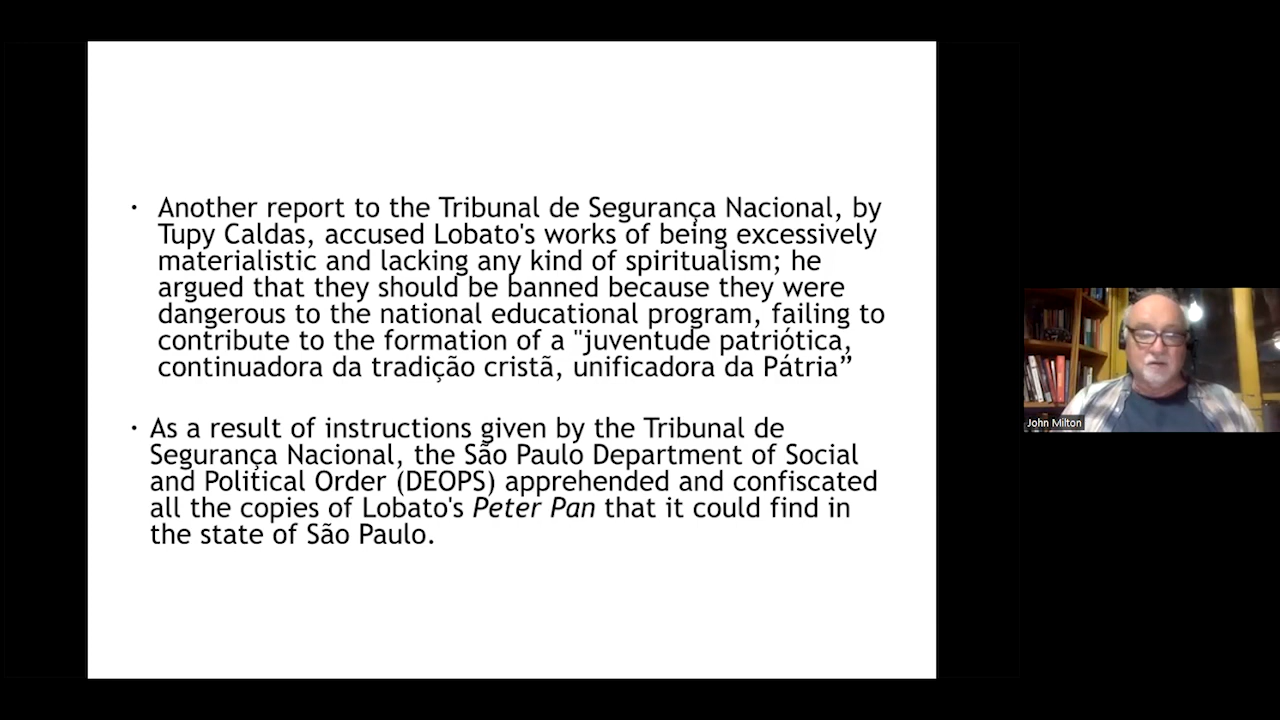 · Another report to the Tribunal de Segurança Nacional, by
Tupy Caldas, accused Lobato's works of being excessively
materialistic and lacking any kind of spiritualism; he
argued that they should be banned because they were
dangerous to the national educational program, failing to
contribute to the formation of a "juventude patriótica,
continuadora da tradição cristã, unificadora da Pátria”
· As a result of instructions given by the Tribunal de
Segurança Nacional, the São Paulo Department of Social
and Political Order (DEOPS) apprehended and confiscated
all the copies of Lobato's Peter Pan that it could find in
the state of São Paulo.
John Milton